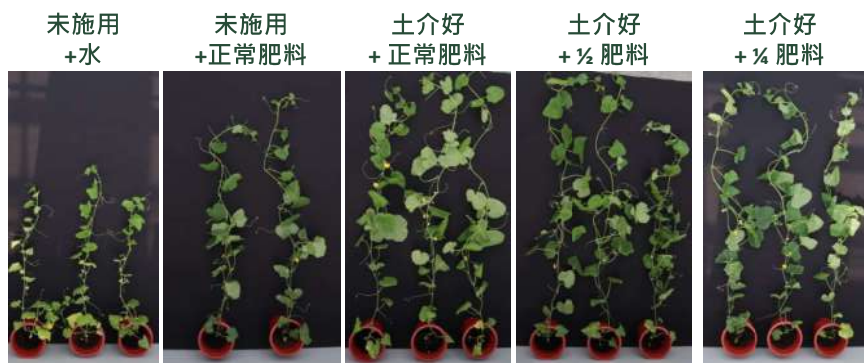 未施用
+水
未施用
+正常肥料
土介好
+ 正常肥料
土介好
+ ½ 肥料
土介好
+ ¼ 肥料